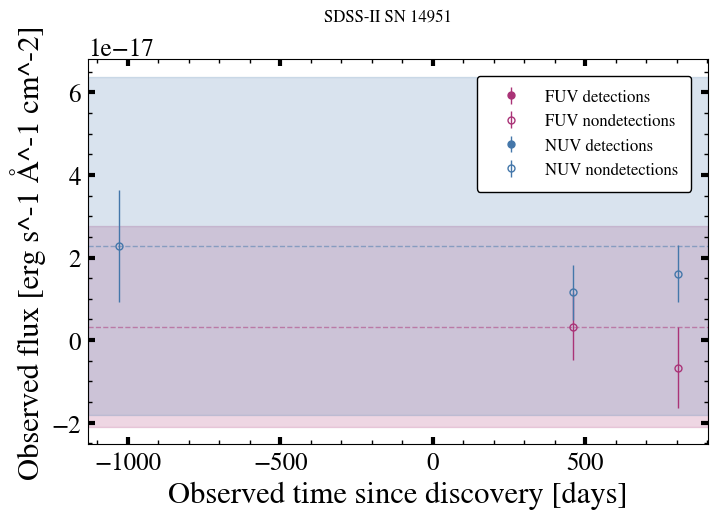 SDSS-II SN 14951
1e−17
Observed flux [erg s^-1 Å^-1 cm^-2]
6
4
2
0
−2
FUV detections
FUV nondetections
NUV detections
NUV nondetections
−1000
−500
0
500
Observed time since discovery [days]